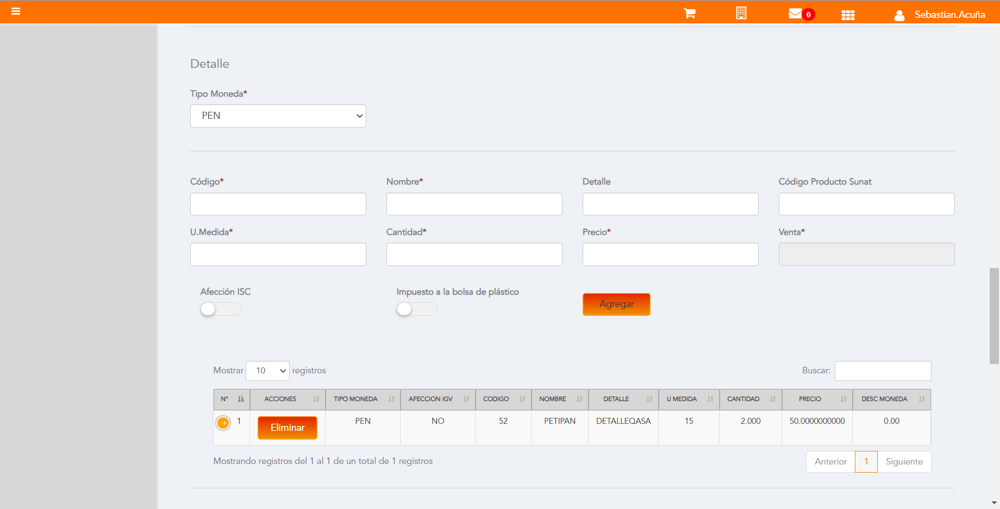 0 Sebastian.Acuña
Detalle
Tipo Moneda*
PEN
Código* Nombre* Detalle Código Producto Sunat
U.Medida* Cantidad* Precio* Venta*
Afección ISC Impuesto a la bolsa de plástico
Agregar
Mostrar 10 registros Buscar:
N° ACCIONES TIPO MONEDA AFECCION IGV CODIGO NOMBRE DETALLE U MEDIDA CANTIDAD PRECIO DESC MONEDA
1 Eliminar PEN NO 52 PETIPAN DETALLEQASA 15 2.000 50.0000000000 0.00
Mostrando registros del 1 al 1 de un total de 1 registros
Anterior 1 Siguiente